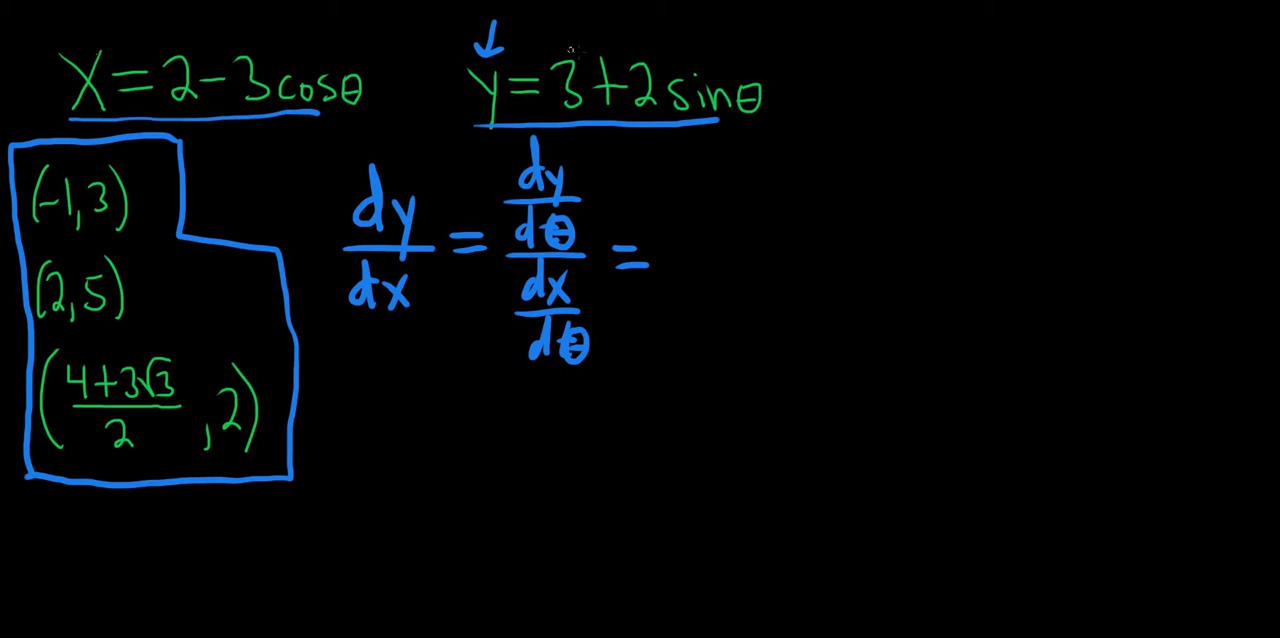 X = 2 - 3cosθ
y = 3 + 2sinθ
(-1, 3)
(2, 5)
(4+3√3/2, 2)
dy/dx = dy/dθ / dx/dθ =